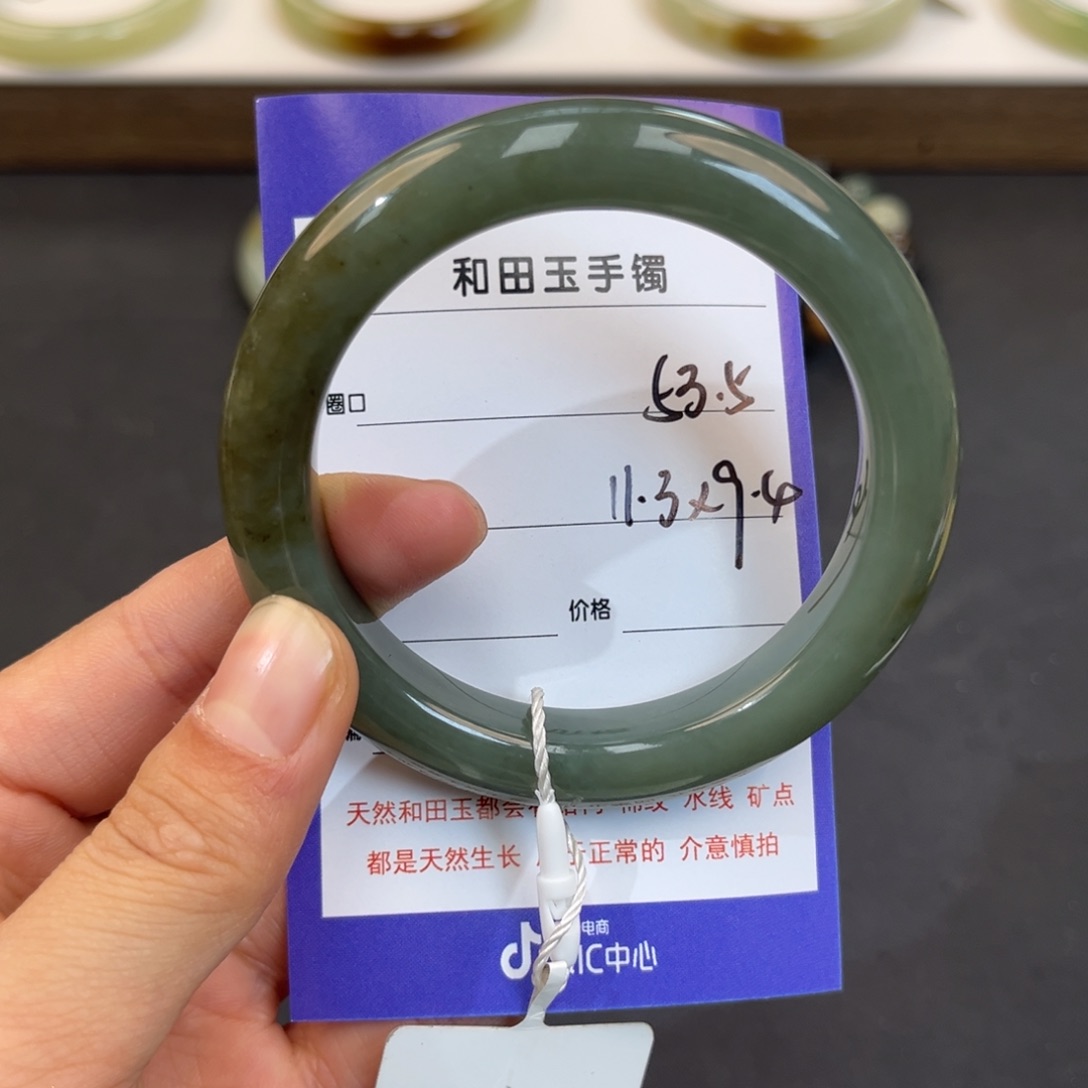 和田玉手镯
圈口 53.5
11.3x9.4
价格
天然和田玉都会有 水线 矿点
都是天然生长 正常的 介意慎拍
电商
IC中心